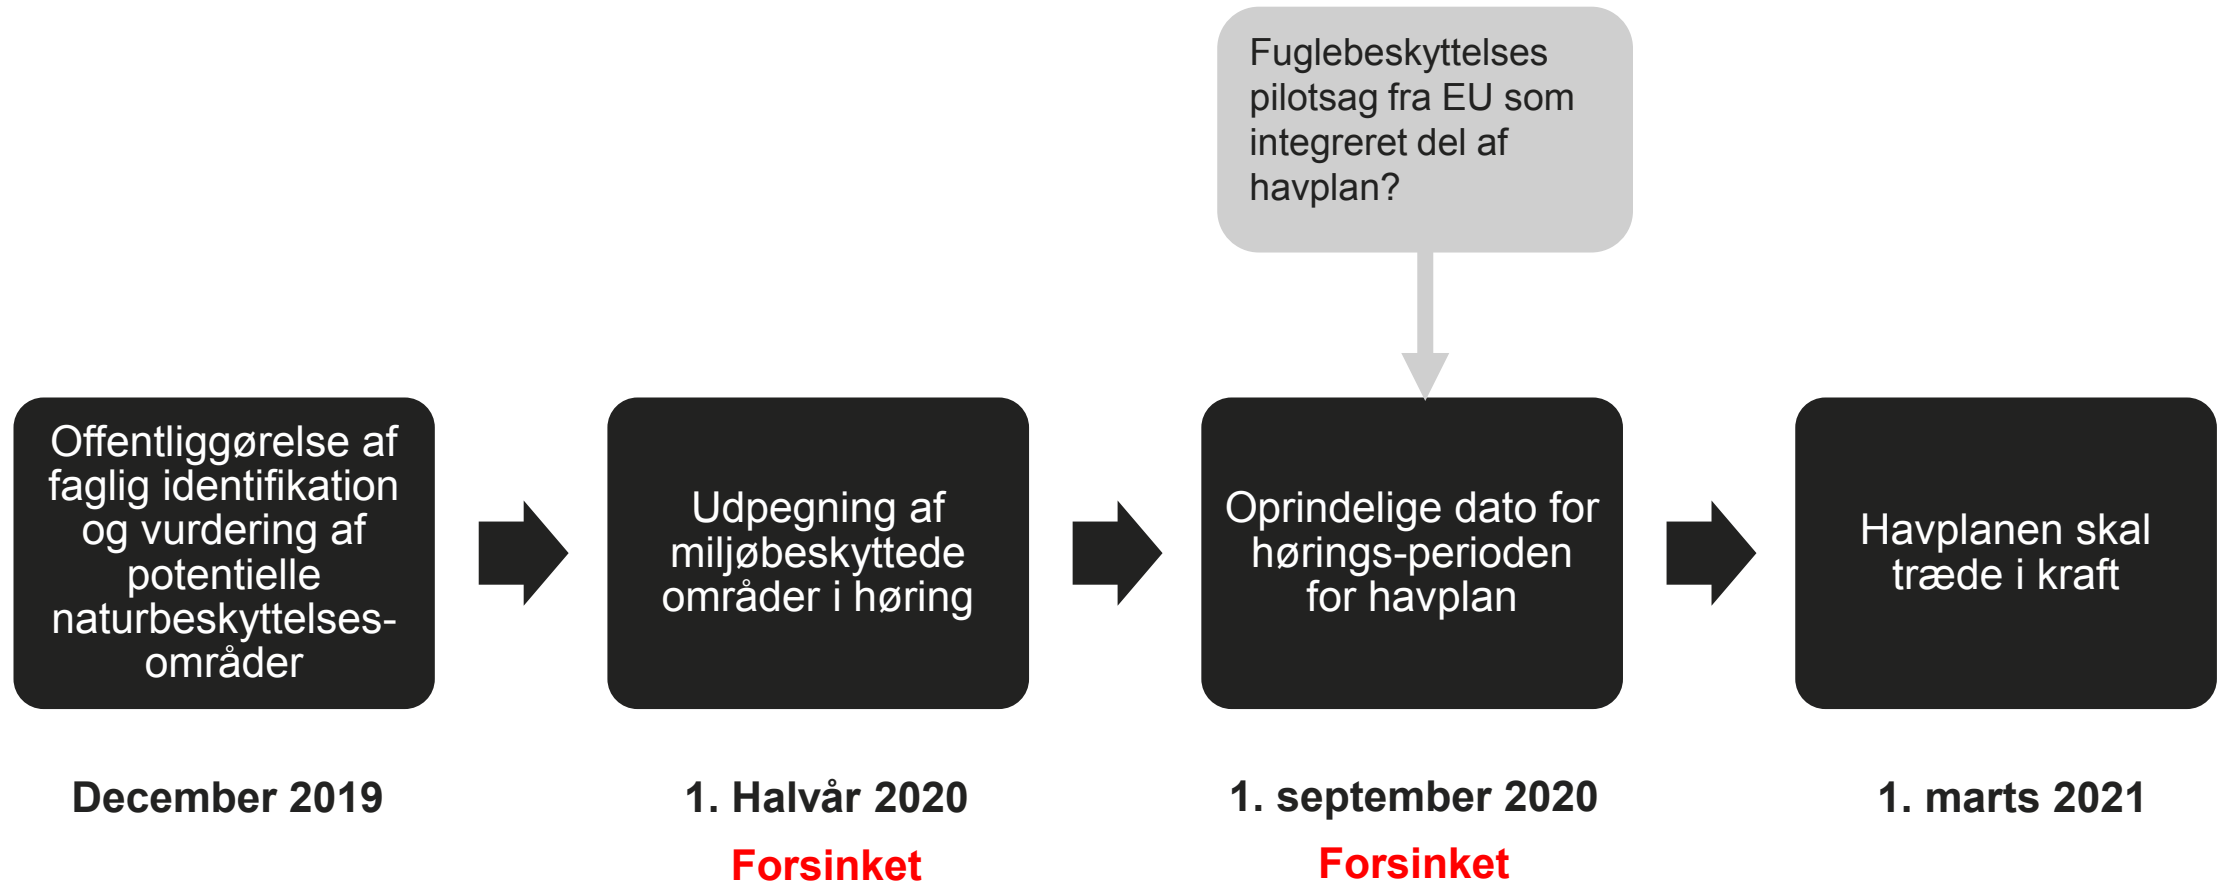 Fuglebeskyttelses
pilotsag fra EU som
integreret del af
havplan?
Offentliggørelse af
faglig identifikation
og vurdering af
potentielle
naturbeskyttelses-
områder
Udpegning af
miljøbeskyttede
områder i høring
Oprindelige dato for
hørings-perioden
for havplan
Havplanen skal
træde i kraft
December 2019
1. Halvår 2020
Forsinket
1. september 2020
Forsinket
1. marts 2021